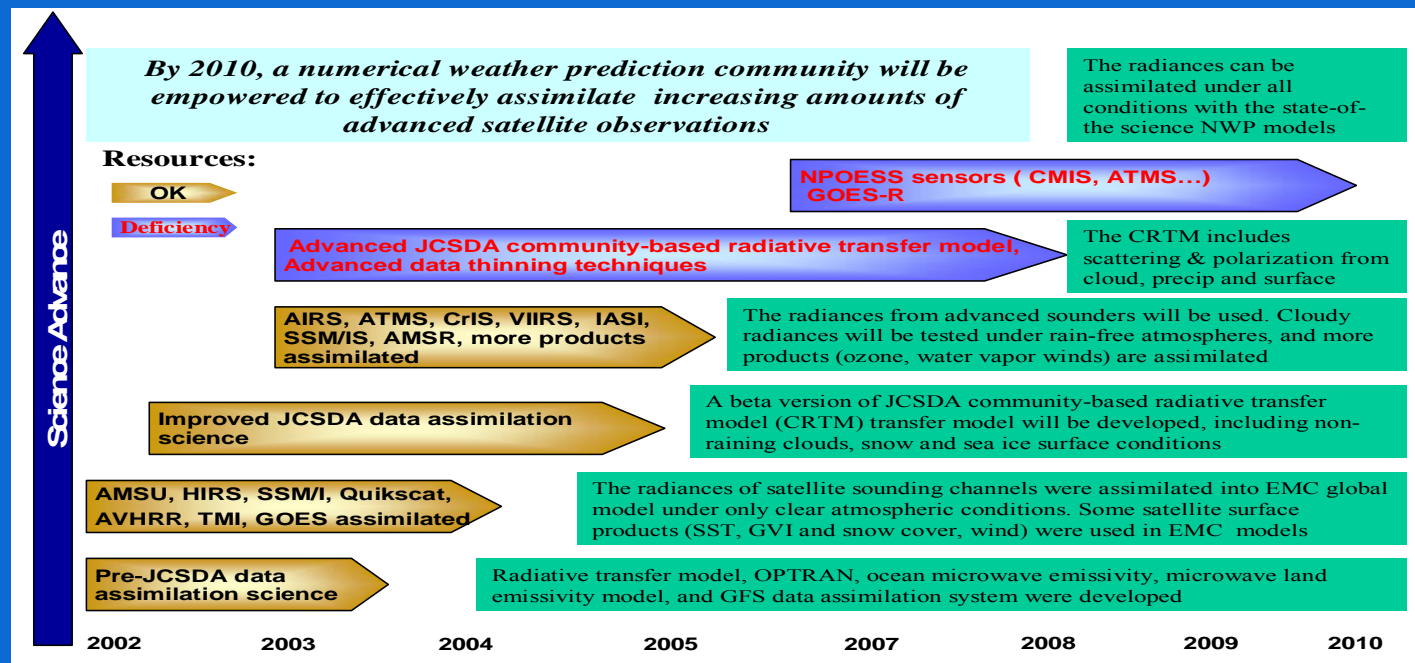 By 2010, a numerical weather prediction community will be
empowered to effectively assimilate increasing amounts of
advanced satellite observations
The radiances can be
assimilated under all
conditions with the state-of-
the science NWP models
Resources:
OK
Deficiency
NPOESS sensors ( CMIS, ATMS...)
GOES-R
Advanced JCSDA community-based radiative transfer model,
Advanced data thinning techniques
The CRTM includes
scattering & polarization from
cloud, precip and surface
AIRS, ATMS, CrIS, VIIRS, IASI,
SSM/IS, AMSR, more products
assimilated
The radiances from advanced sounders will be used. Cloudy
radiances will be tested under rain-free atmospheres, and more
products (ozone, water vapor winds) are assimilated
Improved JCSDA data assimilation
science
A beta version of JCSDA community-based radiative transfer
model (CRTM) transfer model will be developed, including non-
raining clouds, snow and sea ice surface conditions
AMSU, HIRS, SSM/I, Quikscat,
AVHRR, TMI, GOES assimilated
The radiances of satellite sounding channels were assimilated into EMC global
model under only clear atmospheric conditions. Some satellite surface
products (SST, GVI and snow cover, wind) were used in EMC models
Pre-JCSDA data
assimilation science
Radiative transfer model, OPTRAN, ocean microwave emissivity, microwave land
emissivity model, and GFS data assimilation system were developed
Science Advance
2002 2003 2004 2005 2007 2008 2009 2010